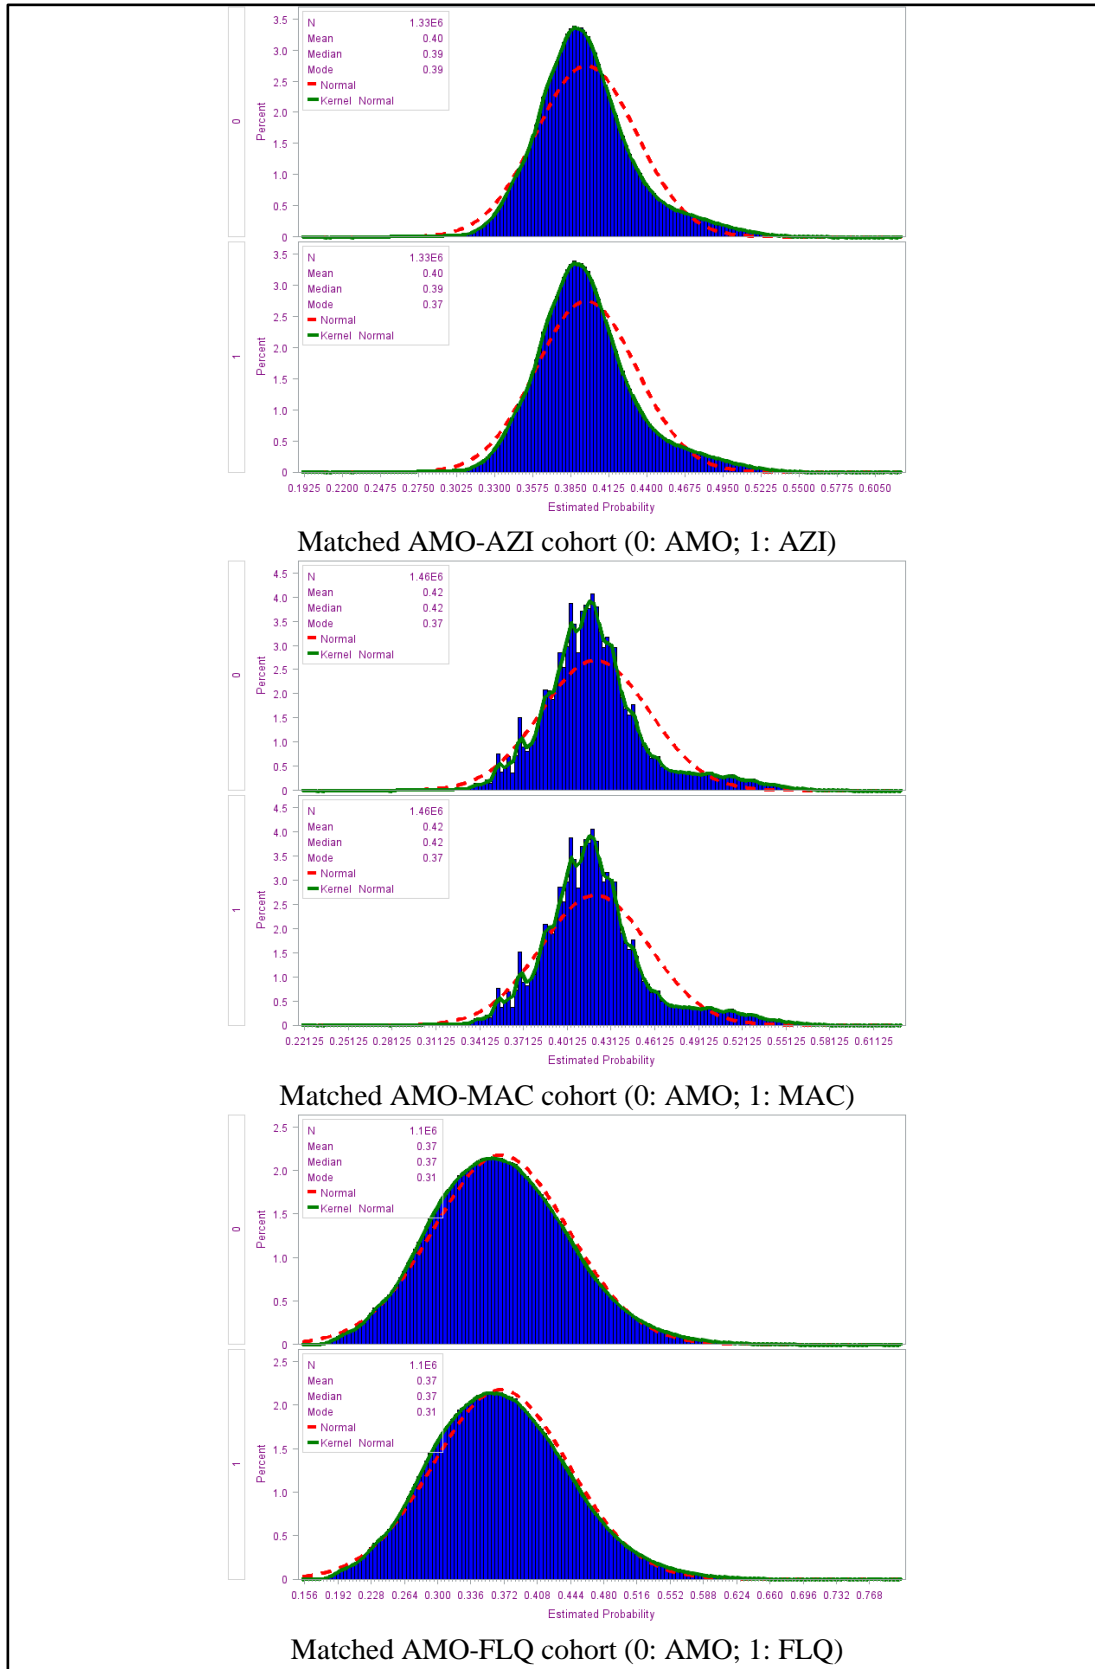 3.5
3.0
2.5
2.0
1.5
1.0
0.5
0
Percent
0
N 1.33E6
Mean 0.40
Median 0.39
Mode 0.39
Normal
Kernel Normal
3.5
3.0
2.5
2.0
1.5
1.0
0.5
0
Percent
1
N 1.33E6
Mean 0.40
Median 0.39
Mode 0.37
Normal
Kernel Normal
0.1925 0.2200 0.2475 0.2750 0.3025 0.3300 0.3575 0.3850 0.4125 0.4400 0.4675 0.4950 0.5225 0.5500 0.5775 0.6050
Estimated Probability
Matched AMO-AZI cohort (0: AMO; 1: AZI)
4.5
4.0
3.5
3.0
2.5
2.0
1.5
1.0
0.5
0
Percent
0
N 1.46E6
Mean 0.42
Median 0.42
Mode 0.37
Normal
Kernel Normal
4.5
4.0
3.5
3.0
2.5
2.0
1.5
1.0
0.5
0
Percent
1
N 1.46E6
Mean 0.42
Median 0.42
Mode 0.37
Normal
Kernel Normal
0.22125 0.25125 0.28125 0.31125 0.34125 0.37125 0.40125 0.43125 0.46125 0.49125 0.52125 0.55125 0.58125 0.61125
Estimated Probability
Matched AMO-MAC cohort (0: AMO; 1: MAC)
2.5
2.0
1.5
1.0
0.5
0
Percent
0
N 1.1E6
Mean 0.37
Median 0.37
Mode 0.31
Normal
Kernel Normal
2.5
2.0
1.5
1.0
0.5
0
Percent
1
N 1.1E6
Mean 0.37
Median 0.37
Mode 0.31
Normal
Kernel Normal
0.156 0.192 0.228 0.264 0.300 0.336 0.372 0.408 0.444 0.480 0.516 0.552 0.588 0.624 0.660 0.696 0.732 0.768
Estimated Probability
Matched AMO-FLQ cohort (0: AMO; 1: FLQ)